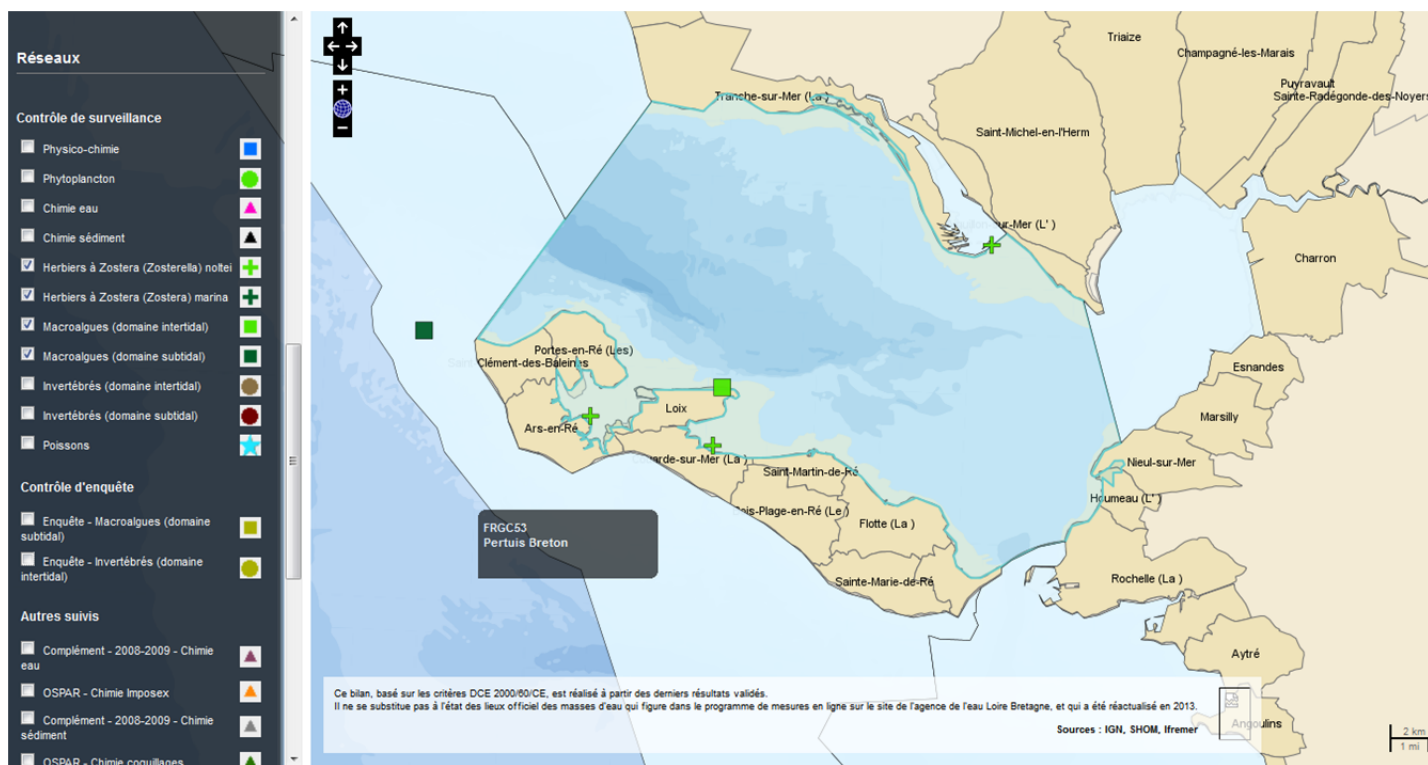 Réseaux
Contrôle de surveillance
Physico-chimie
Phytoplancton
Chimie eau
Chimie sédiment
Herbiers à Zostera (Zosterella) noltei
Herbiers à Zostera (Zostera) marina
Macroalgues (domaine intertidal)
Macroalgues (domaine subtidal)
Invertébrés (domaine intertidal)
Invertébrés (domaine subtidal)
Poissons
Contrôle d'enquête
Enquête - Macroalgues (domaine
subtidal)
Enquête - Invertébrés (domaine
intertidal)
Autres suivis
Complément - 2008-2009 - Chimie
eau
OSPAR - Chimie Imposex
Complément - 2008-2009 - Chimie
sédiment
OSPAR - Chimie coquillages
Triaize
Champagné-les-Marais
Puyravault
Sainte-Radégonde-des-Noyers
Tranche-sur-Mer (La )
Saint-Michel-en-l'Herm
sur-Mer (L' )
Charron
Portes-en-Ré (Les)
Saint-Clément-des-Baleines
Esnandes
Marsilly
Loix
Ars-en-Ré
Nieul-sur-Mer
(La )
Saint-Martin-de-Ré
Houmeau (L' )
-Plage-en-Ré (Le )
Flotte (La )
FRGC53
Pertuis Breton
Sainte-Marie-de-Ré
Rochelle (La )
Aytré
Angoulins
Ce bilan, basé sur les critères DCE 2000/60/CE, est réalisé à partir des derniers résultats validés.
Il ne se substitue pas à l'état des lieux officiel des masses d'eau qui figure dans le programme de mesures en ligne sur le site de l'agence de l'eau Loire Bretagne, et qui a été réactualisé en 2013.
Sources : IGN, SHOM, Ifremer
2 km
1 mi